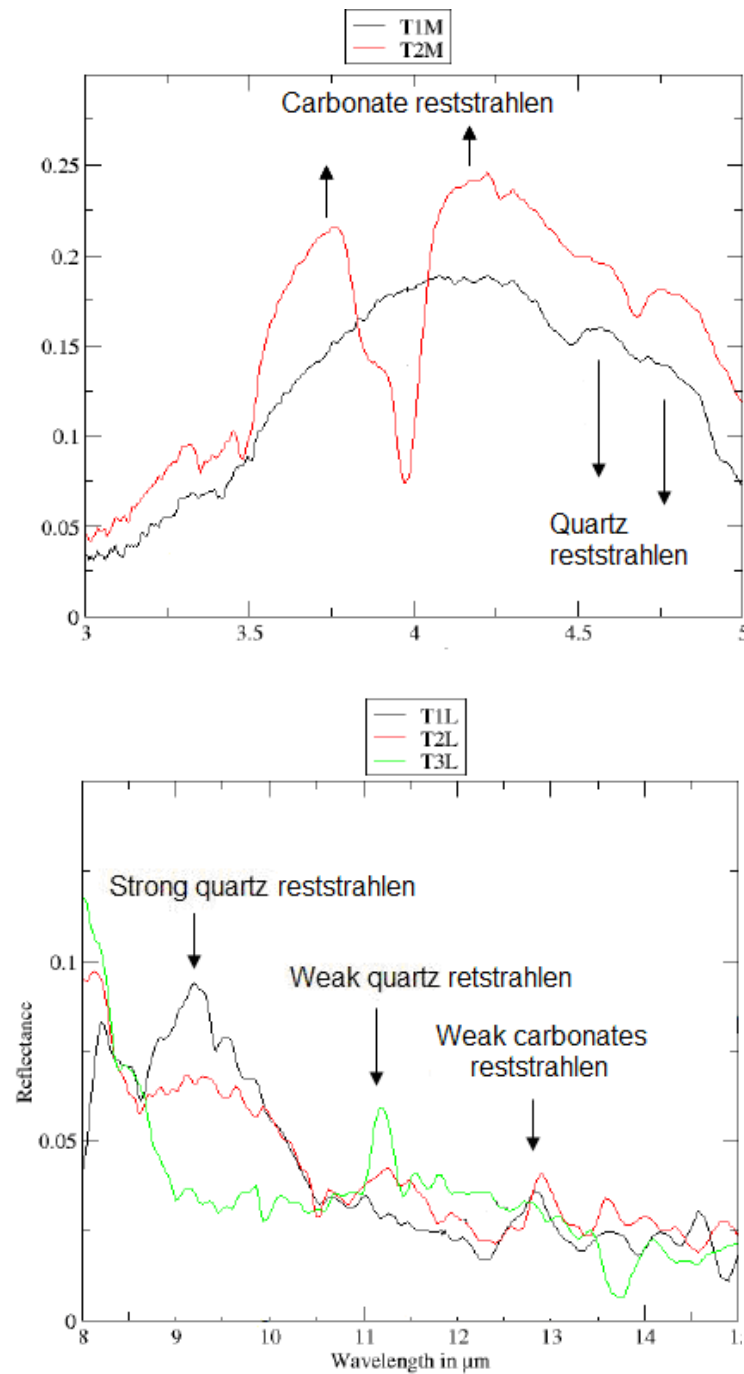 T1M
T2M
Carbonate reststrahlen
0.25
0.2
0.15
0.1
0.05
0
Quartz
reststrahlen
3
3.5
4
4.5
5
T1L
T2L
T3L
Strong quartz reststrahlen
Weak quartz retstrahlen
Weak carbonates
reststrahlen
0.1
0.05
0
Reflectance
8
9
10
11
12
13
14
1.
Wavelength in µm